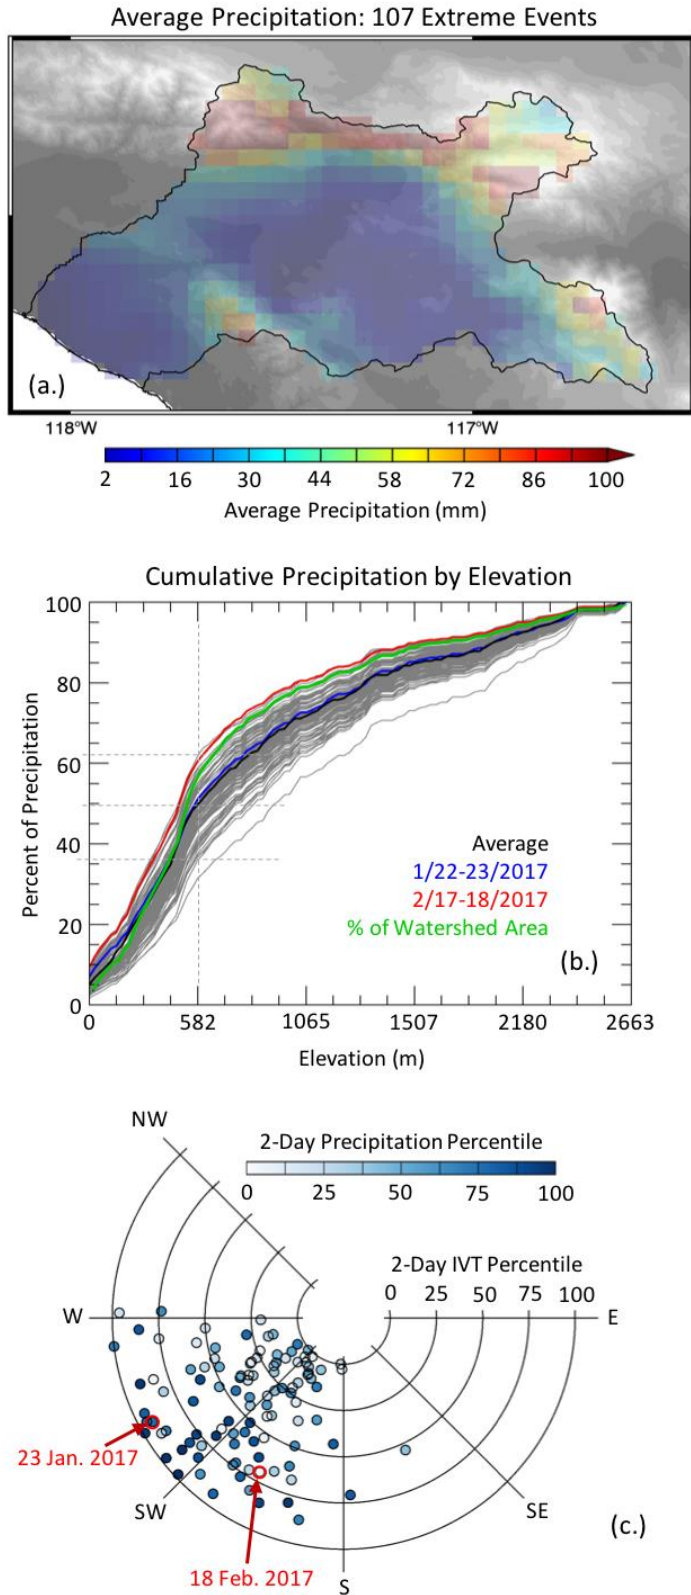 Average Precipitation: 107 Extreme Events
(a.)
118°W 117°W
2 16 30 44 58 72 86 100
Average Precipitation (mm)
Cumulative Precipitation by Elevation
100
80
60
40
20
0
Percent of Precipitation
Average
1/22-23/2017
2/17-18/2017
% of Watershed Area
(b.)
0 582 1065 1507 2180 2663
Elevation (m)
NW
2-Day Precipitation Percentile
0 25 50 75 100
2-Day IVT Percentile
0 25 50 75 100
W E
23 Jan. 2017
SW SE
(c.)
18 Feb. 2017
S